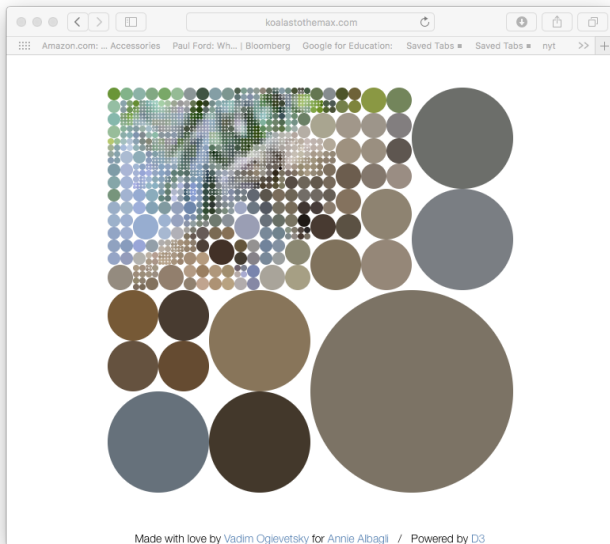 koalastothemax.com
Amazon.com: ... Accessories Paul Ford: Wh... | Bloomberg Google for Education: Saved Tabs ■ Saved Tabs ■ nyt >> +
Made with love by Vadim Ogievetsky for Annie Albagli / Powered by D3